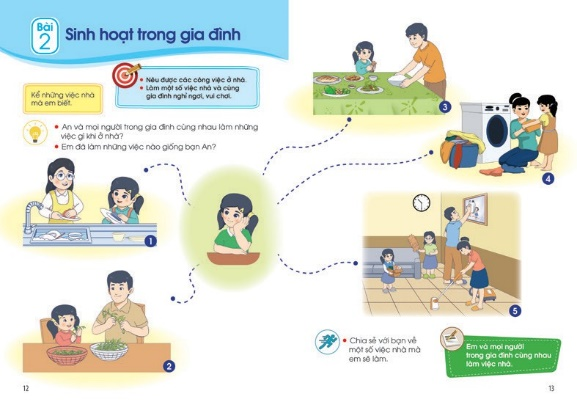 Bài
2
Sinh hoạt trong gia đình
Kể những việc nhà
mà em biết.
• Nêu được các công việc ở nhà.
• Làm một số việc nhà và cùng
gia đình nghỉ ngơi, vui chơi.
• An và mọi người trong gia đình cùng nhau làm những
việc gì khi ở nhà?
• Em đã làm những việc nào giống bạn An?
1
2
12
3
4
5
• Chia sẻ với bạn về
một số việc nhà mà
em sẽ làm.
Em và mọi người
trong gia đình cùng nhau
làm việc nhà.
13